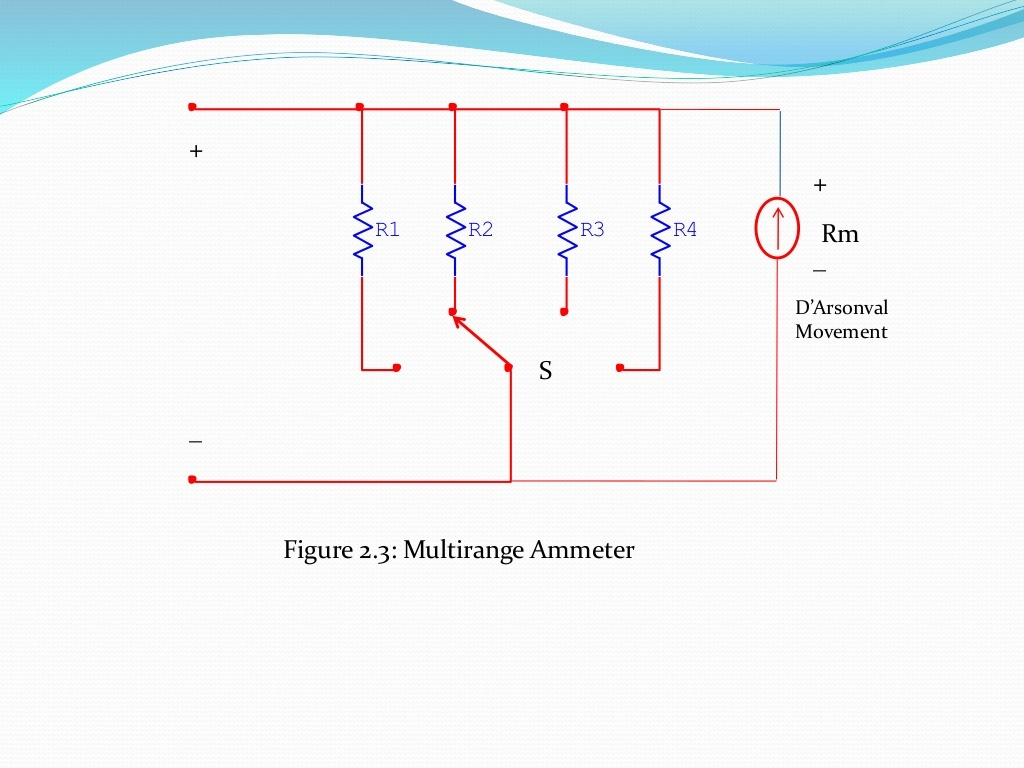 +
+
R1
R2
R3
R4
Rm
–
D’Arsonval
Movement
S
–
Figure 2.3: Multirange Ammeter